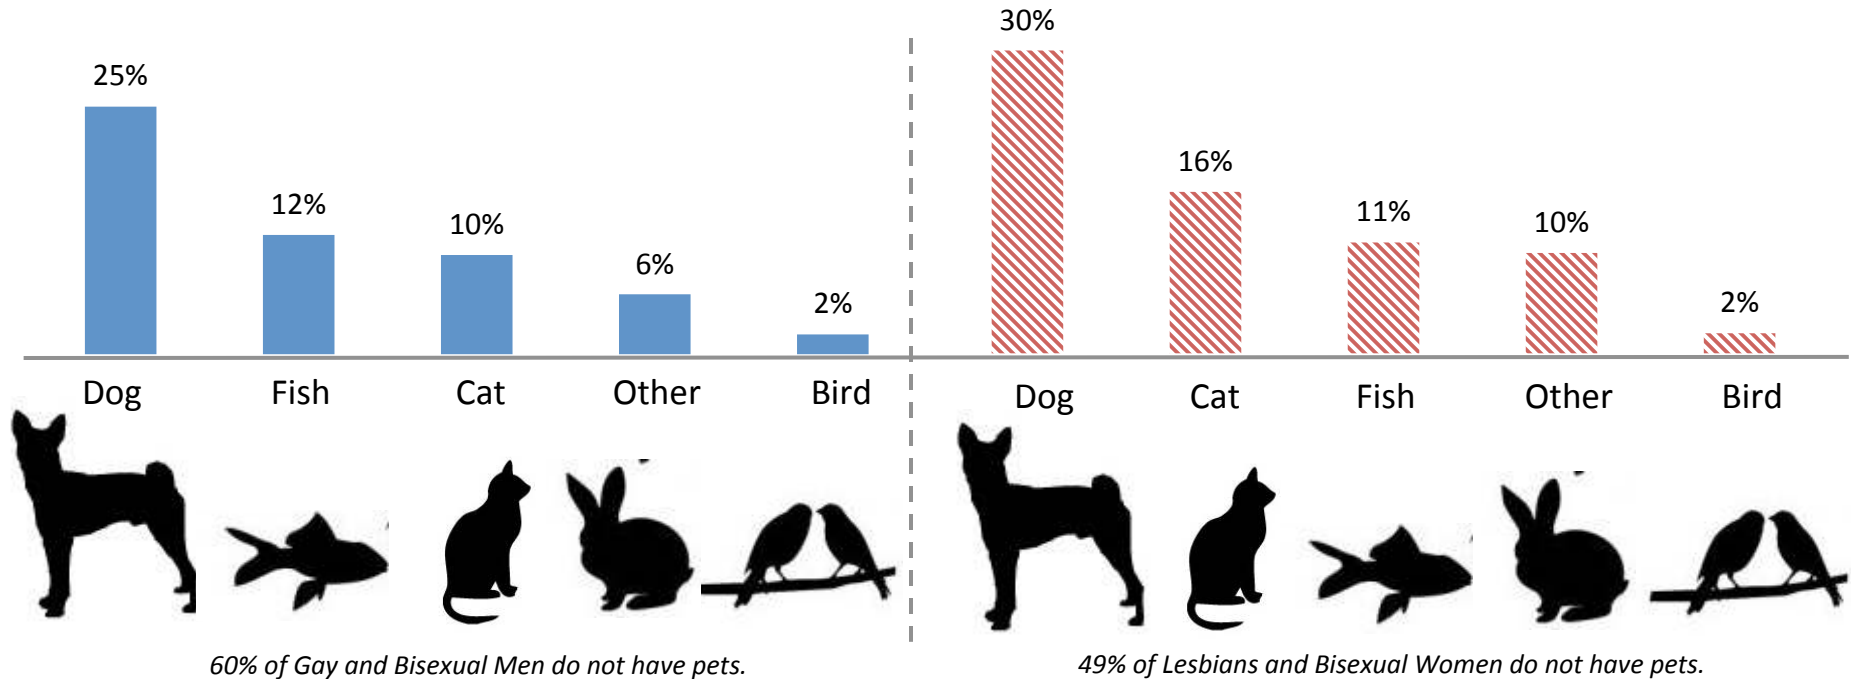 25%
12%
10%
6%
2%
Dog
Fish
Cat
Other
Bird
60% of Gay and Bisexual Men do not have pets.
30%
16%
11%
10%
2%
Dog
Cat
Fish
Other
Bird
49% of Lesbians and Bisexual Women do not have pets.